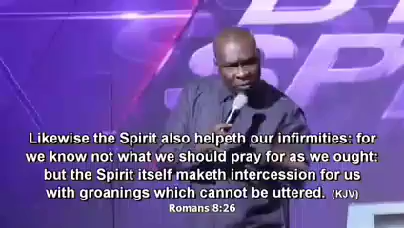 SP
Likewise the Spirit also helpeth our infirmities: for
we know not what we should pray for as we ought:
but the Spirit itself maketh intercession for us
with groanings which cannot be uttered. (KJV)
Romans 8:26